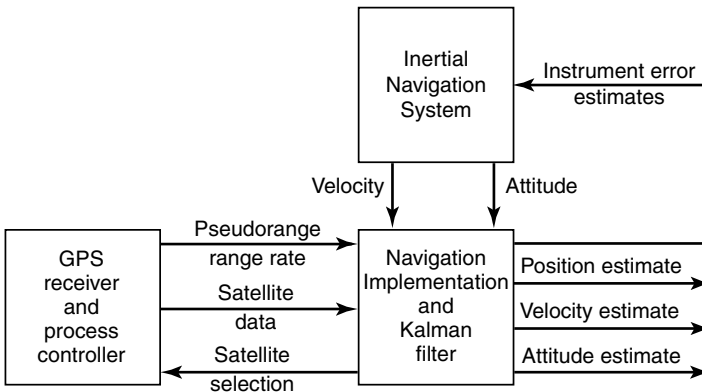 Inertial
Navigation
System
Instrument error
estimates
Velocity
Attitude
GPS
receiver
and
process
controller
Pseudorange
range rate
Satellite
data
Satellite
selection
Navigation
Implementation
and
Kalman
filter
Position estimate
Velocity estimate
Attitude estimate